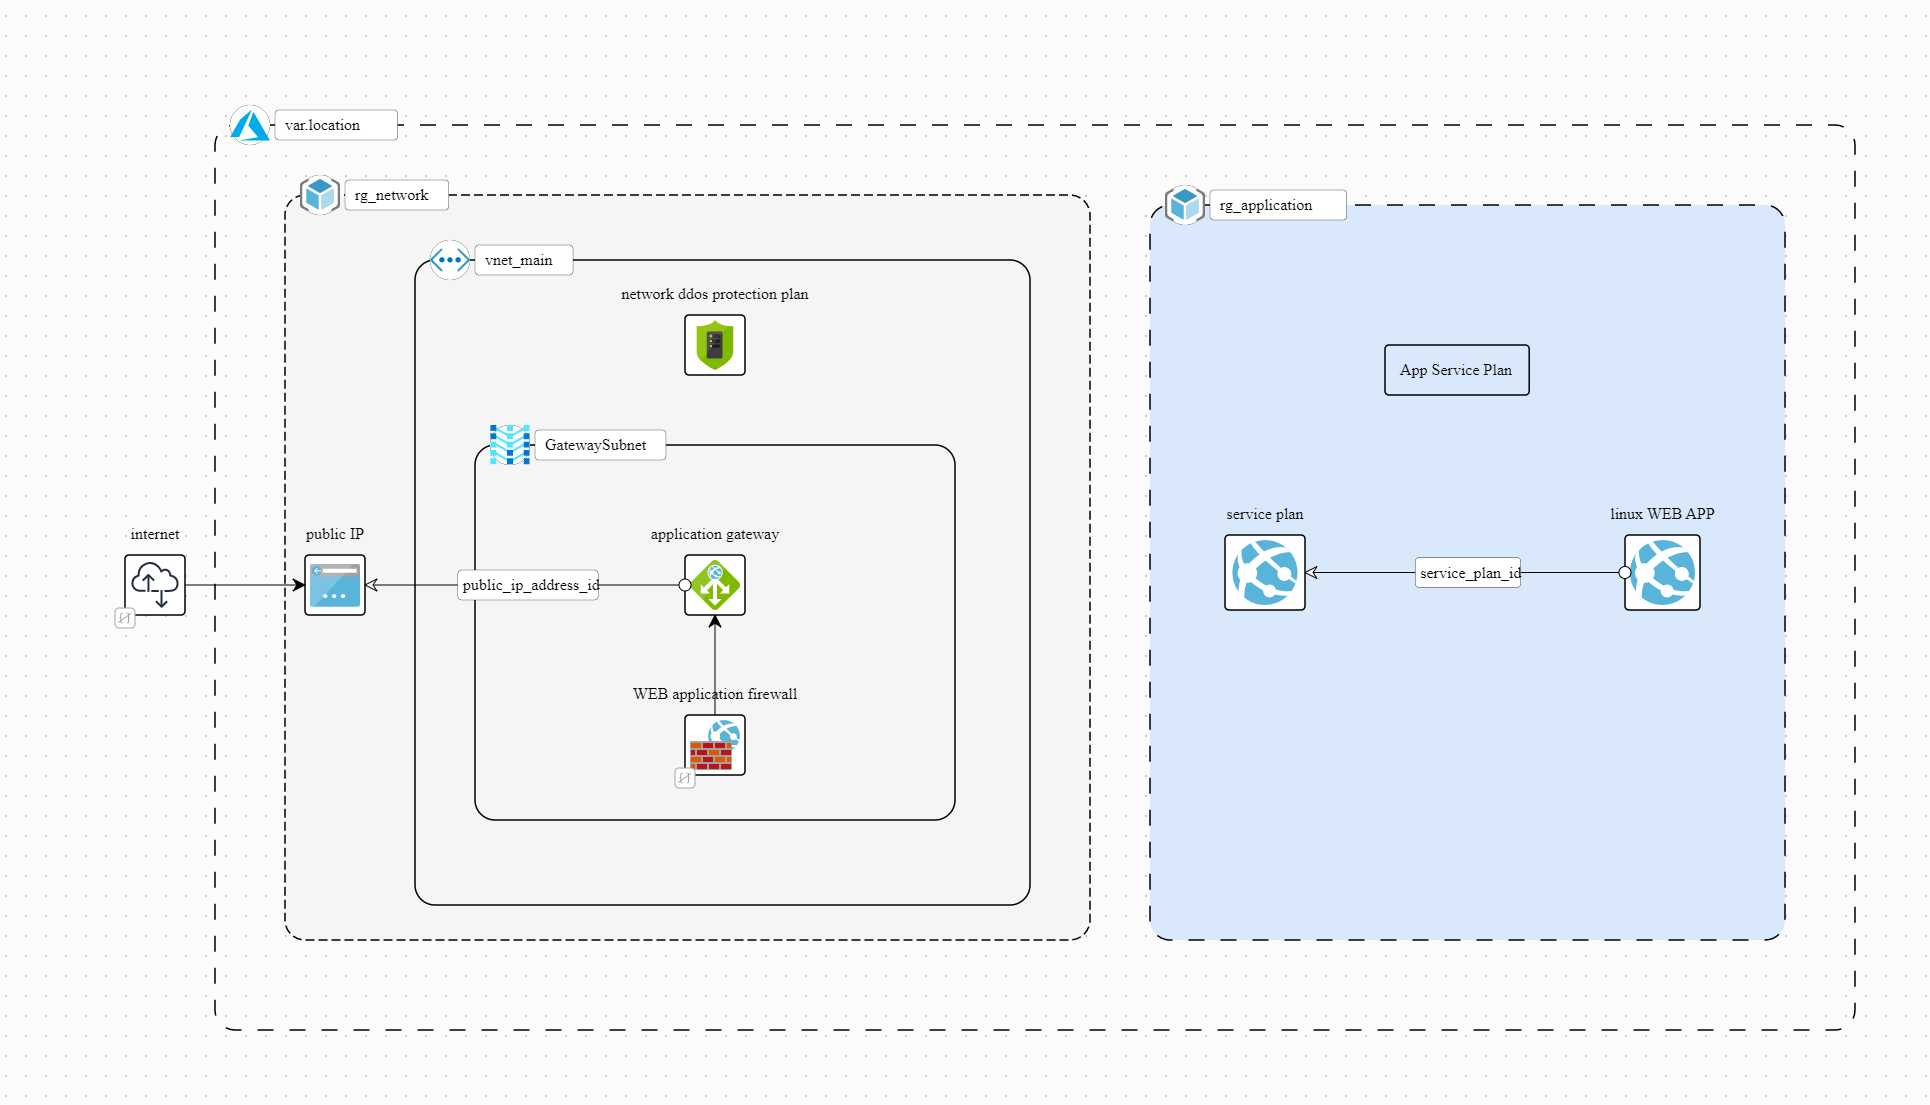 var.location
rg_network
rg_application
vnet_main
network ddos protection plan
App Service Plan
GatewaySubnet
service plan
linux WEB APP
internet
public IP
application gateway
service_plan_id
public_ip_address_id
WEB application firewall